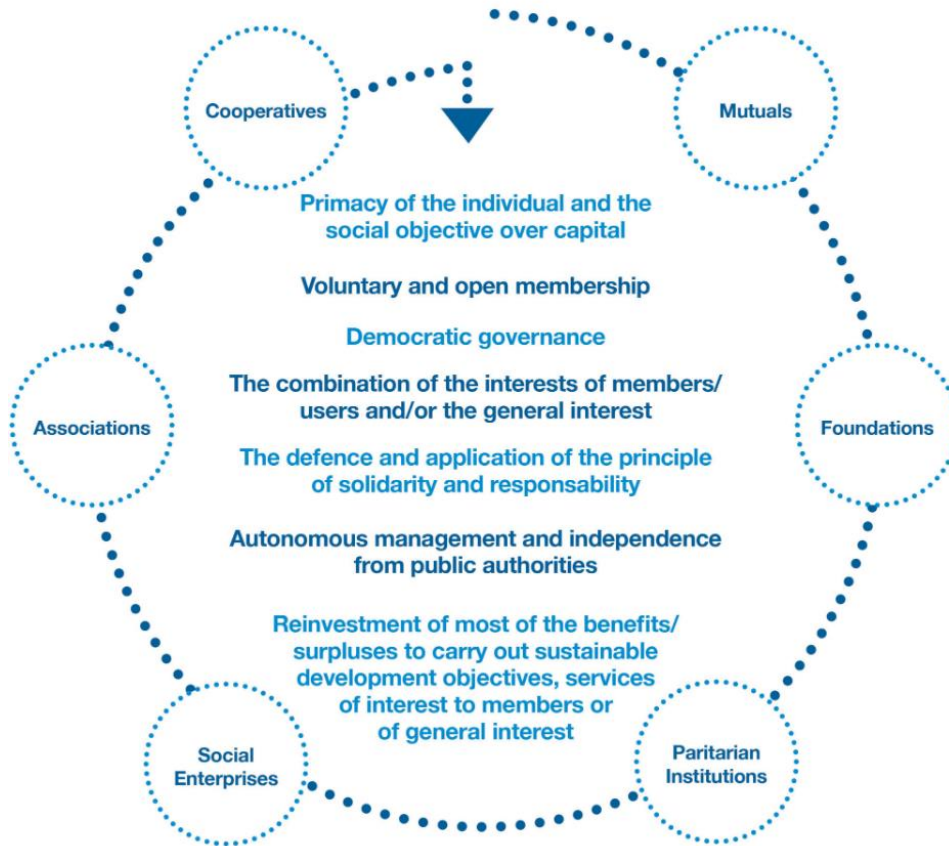 Cooperatives
Mutuals
Primacy of the individual and the
social objective over capital
Voluntary and open membership
Democratic governance
The combination of the interests of members/
users and/or the general interest
Associations
Foundations
The defence and application of the principle
of solidarity and responsability
Autonomous management and independence
from public authorities
Reinvestment of most of the benefits/
surpluses to carry out sustainable
development objectives, services
of interest to members or
of general interest
Social
Enterprises
Paritarian
Institutions